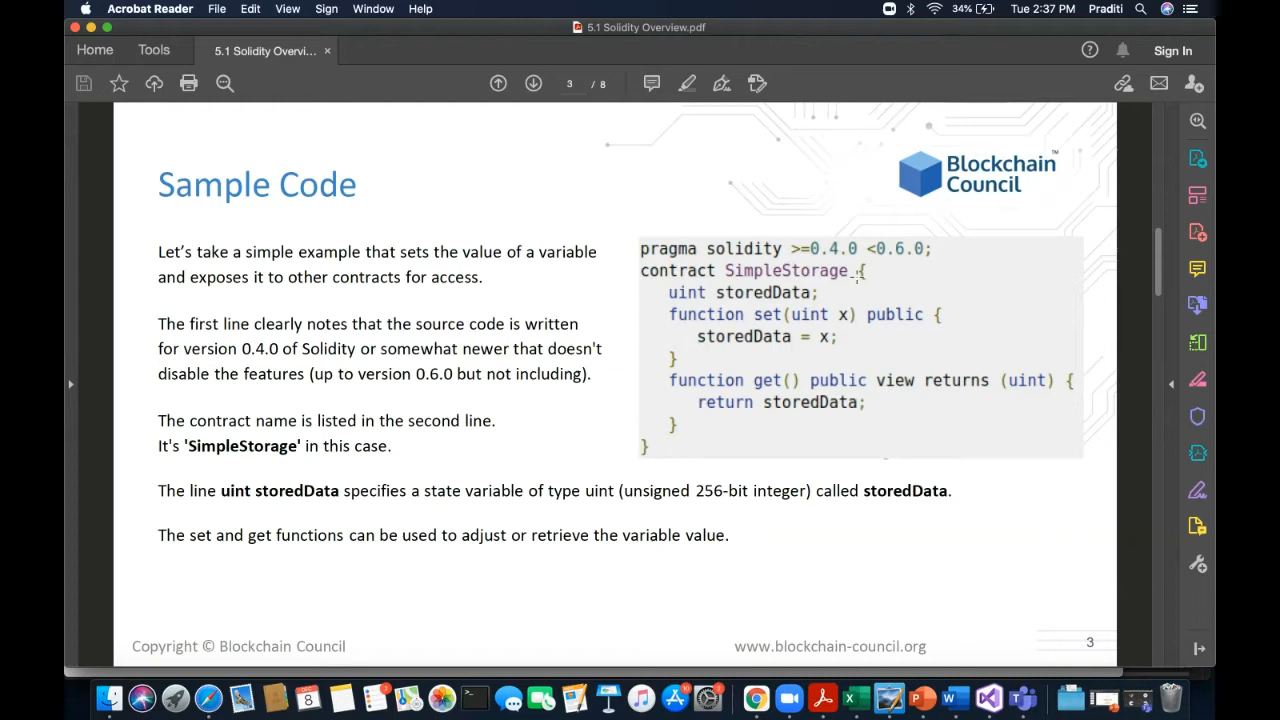 Acrobat Reader File Edit View Sign Window Help 34% Tue 2:37 PM Praditi
5.1 Solidity Overview.pdf
Home Tools 5.1 Solidity Overvi... × Sign In
3 / 8
Blockchain
Council
TM
Sample Code
Let's take a simple example that sets the value of a variable
and exposes it to other contracts for access.
The first line clearly notes that the source code is written
for version 0.4.0 of Solidity or somewhat newer that doesn't
disable the features (up to version 0.6.0 but not including).
The contract name is listed in the second line.
It's 'SimpleStorage' in this case.
pragma solidity >=0.4.0 <0.6.0;
contract SimpleStorage {
uint storedData;
function set(uint x) public {
storedData = x;
}
function get() public view returns (uint) {
return storedData;
}
}
The line uint storedData specifies a state variable of type uint (unsigned 256-bit integer) called storedData.
The set and get functions can be used to adjust or retrieve the variable value.
Copyright © Blockchain Council www.blockchain-council.org 3